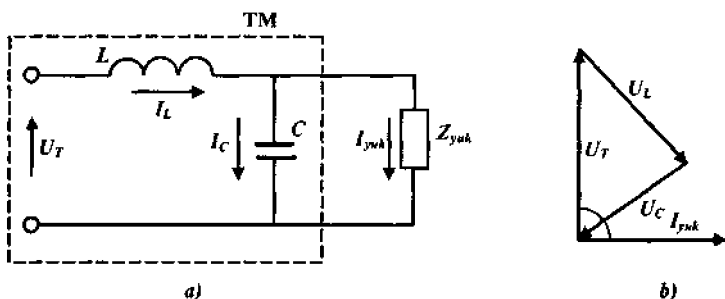 TM
L
I_L
U_T
I_C
C
I_yuk
Z_yuk
U_L
U_T
U_C
I_yuk
a)
b)